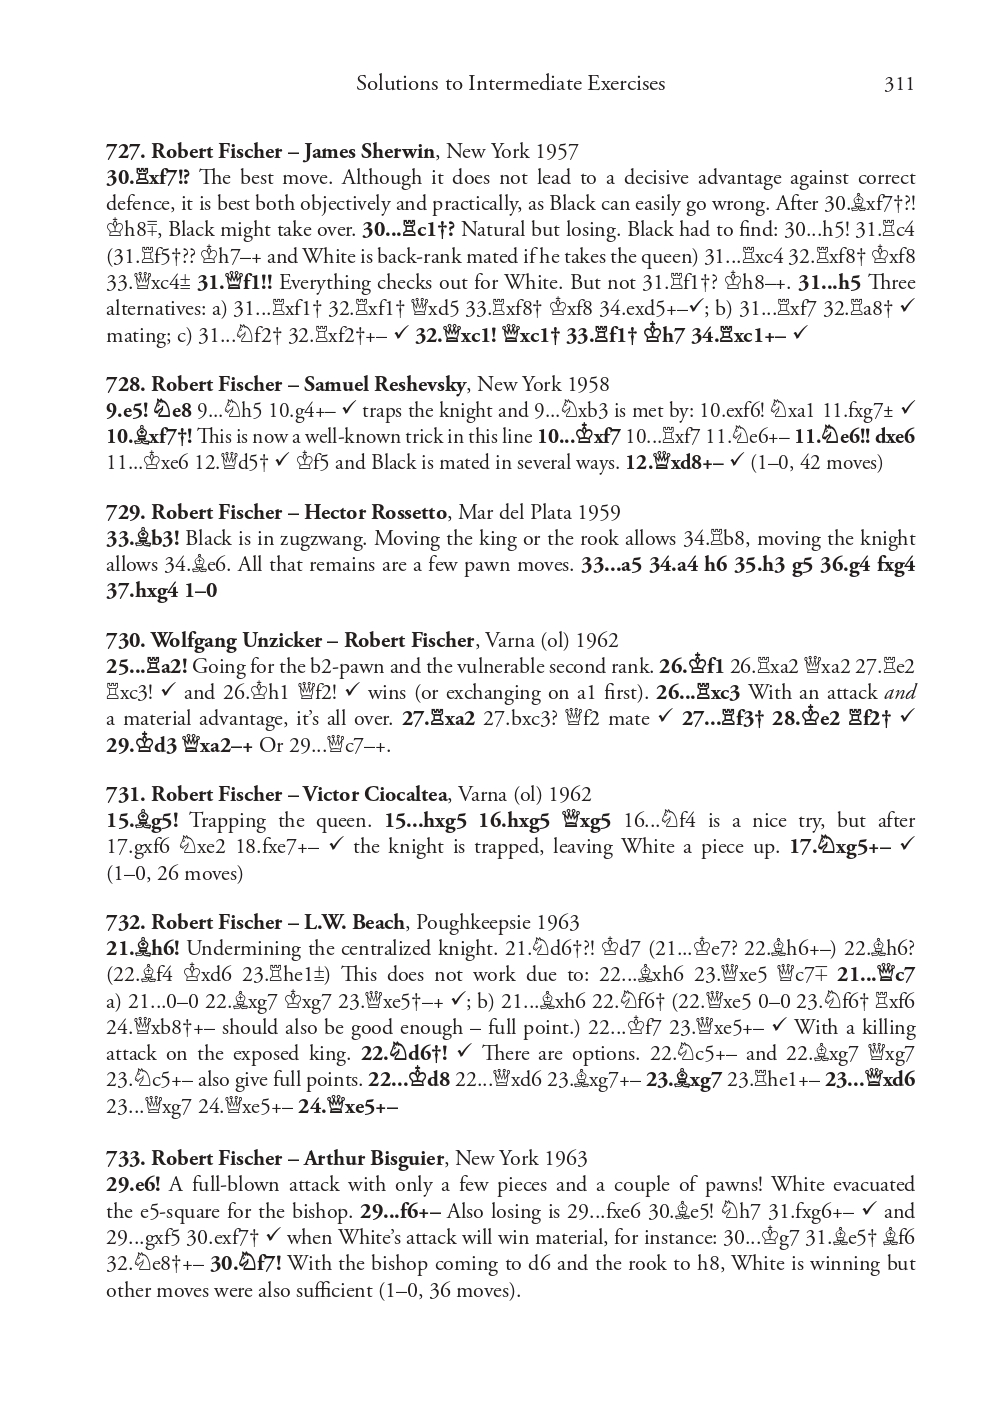 Solutions to Intermediate Exercises 311
727. Robert Fischer – James Sherwin, New York 1957
30.♖xf7!? The best move. Although it does not lead to a decisive advantage against correct
defence, it is best both objectively and practically, as Black can easily go wrong. After 30.♗xf7†?!
♔h8∓, Black might take over. 30...♖c1†? Natural but losing. Black had to find: 30...h5! 31.♖c4
(31.♖f5†?? ♔h7–+ and White is back-rank mated if he takes the queen) 31...♖xc4 32.♖xf8† ♔xf8
33.♕xc4± 31.♕f1!! Everything checks out for White. But not 31.♖f1†? ♔h8–+. 31...h5 Three
alternatives: a) 31...♖xf1† 32.♖xf1† ♕xd5 33.♖xf8† ♔xf8 34.exd5+–✓; b) 31...♖xf7 32.♖a8† ✓
mating; c) 31...♘f2† 32.♖xf2†+– ✓ 32.♕xc1! ♕xc1† 33.♖f1† ♔h7 34.♖xc1+– ✓
728. Robert Fischer – Samuel Reshevsky, New York 1958
9.e5! ♘e8 9...♘h5 10.g4+– ✓ traps the knight and 9...♘xb3 is met by: 10.exf6! ♘xa1 11.fxg7± ✓
10.♗xf7†! This is now a well-known trick in this line 10...♔xf7 10...♖xf7 11.♘e6+– 11.♘e6!! dxe6
11...♔xe6 12.♕d5† ✓ ♔f5 and Black is mated in several ways. 12.♕xd8+– ✓ (1–0, 42 moves)
729. Robert Fischer – Hector Rossetto, Mar del Plata 1959
33.♗b3! Black is in zugzwang. Moving the king or the rook allows 34.♖b8, moving the knight
allows 34.♗e6. All that remains are a few pawn moves. 33...a5 34.a4 h6 35.h3 g5 36.g4 fxg4
37.hxg4 1–0
730. Wolfgang Unzicker – Robert Fischer, Varna (ol) 1962
25...♖a2! Going for the b2-pawn and the vulnerable second rank. 26.♔f1 26.♖xa2 ♕xa2 27.♖e2
♖xc3! ✓ and 26.♔h1 ♕f2! ✓ wins (or exchanging on a1 first). 26...♖xc3 With an attack and
a material advantage, it’s all over. 27.♖xa2 27.bxc3? ♕f2 mate ✓ 27...♖f3† 28.♔e2 ♖f2† ✓
29.♔d3 ♕xa2–+ Or 29...♕c7–+.
731. Robert Fischer – Victor Ciocaltea, Varna (ol) 1962
15.♗g5! Trapping the queen. 15...hxg5 16.hxg5 ♕xg5 16...♘f4 is a nice try, but after
17.gxf6 ♘xe2 18.fxe7+– ✓ the knight is trapped, leaving White a piece up. 17.♘xg5+– ✓
(1–0, 26 moves)
732. Robert Fischer – L.W. Beach, Poughkeepsie 1963
21.♗h6! Undermining the centralized knight. 21.♘d6†?! ♔d7 (21...♔e7? 22.♗h6+–) 22.♗h6?
(22.♗f4 ♔xd6 23.♖he1⩲) This does not work due to: 22...♗xh6 23.♕xe5 ♕c7∓ 21...♕c7
a) 21...0–0 22.♗xg7 ♔xg7 23.♕xe5†–+ ✓; b) 21...♗xh6 22.♘f6† (22.♕xe5 0–0 23.♘f6† ♖xf6
24.♕xb8†+– should also be good enough – full point.) 22...♔f7 23.♕xe5+– ✓ With a killing
attack on the exposed king. 22.♘d6†! ✓ There are options. 22.♘c5+– and 22.♗xg7 ♕xg7
23.♘c5+– also give full points. 22...♔d8 22...♕xd6 23.♗xg7+– 23.♗xg7 23.♖he1+– 23...♕xd6
23...♕xg7 24.♕xe5+– 24.♕xe5+–
733. Robert Fischer – Arthur Bisguier, New York 1963
29.e6! A full-blown attack with only a few pieces and a couple of pawns! White evacuated
the e5-square for the bishop. 29...f6+– Also losing is 29...fxe6 30.♗e5! ♘h7 31.fxg6+– ✓ and
29...gxf5 30.exf7† ✓ when White’s attack will win material, for instance: 30...♔g7 31.♗e5† ♗f6
32.♘e8†+– 30.♘f7! With the bishop coming to d6 and the rook to h8, White is winning but
other moves were also sufficient (1–0, 36 moves).